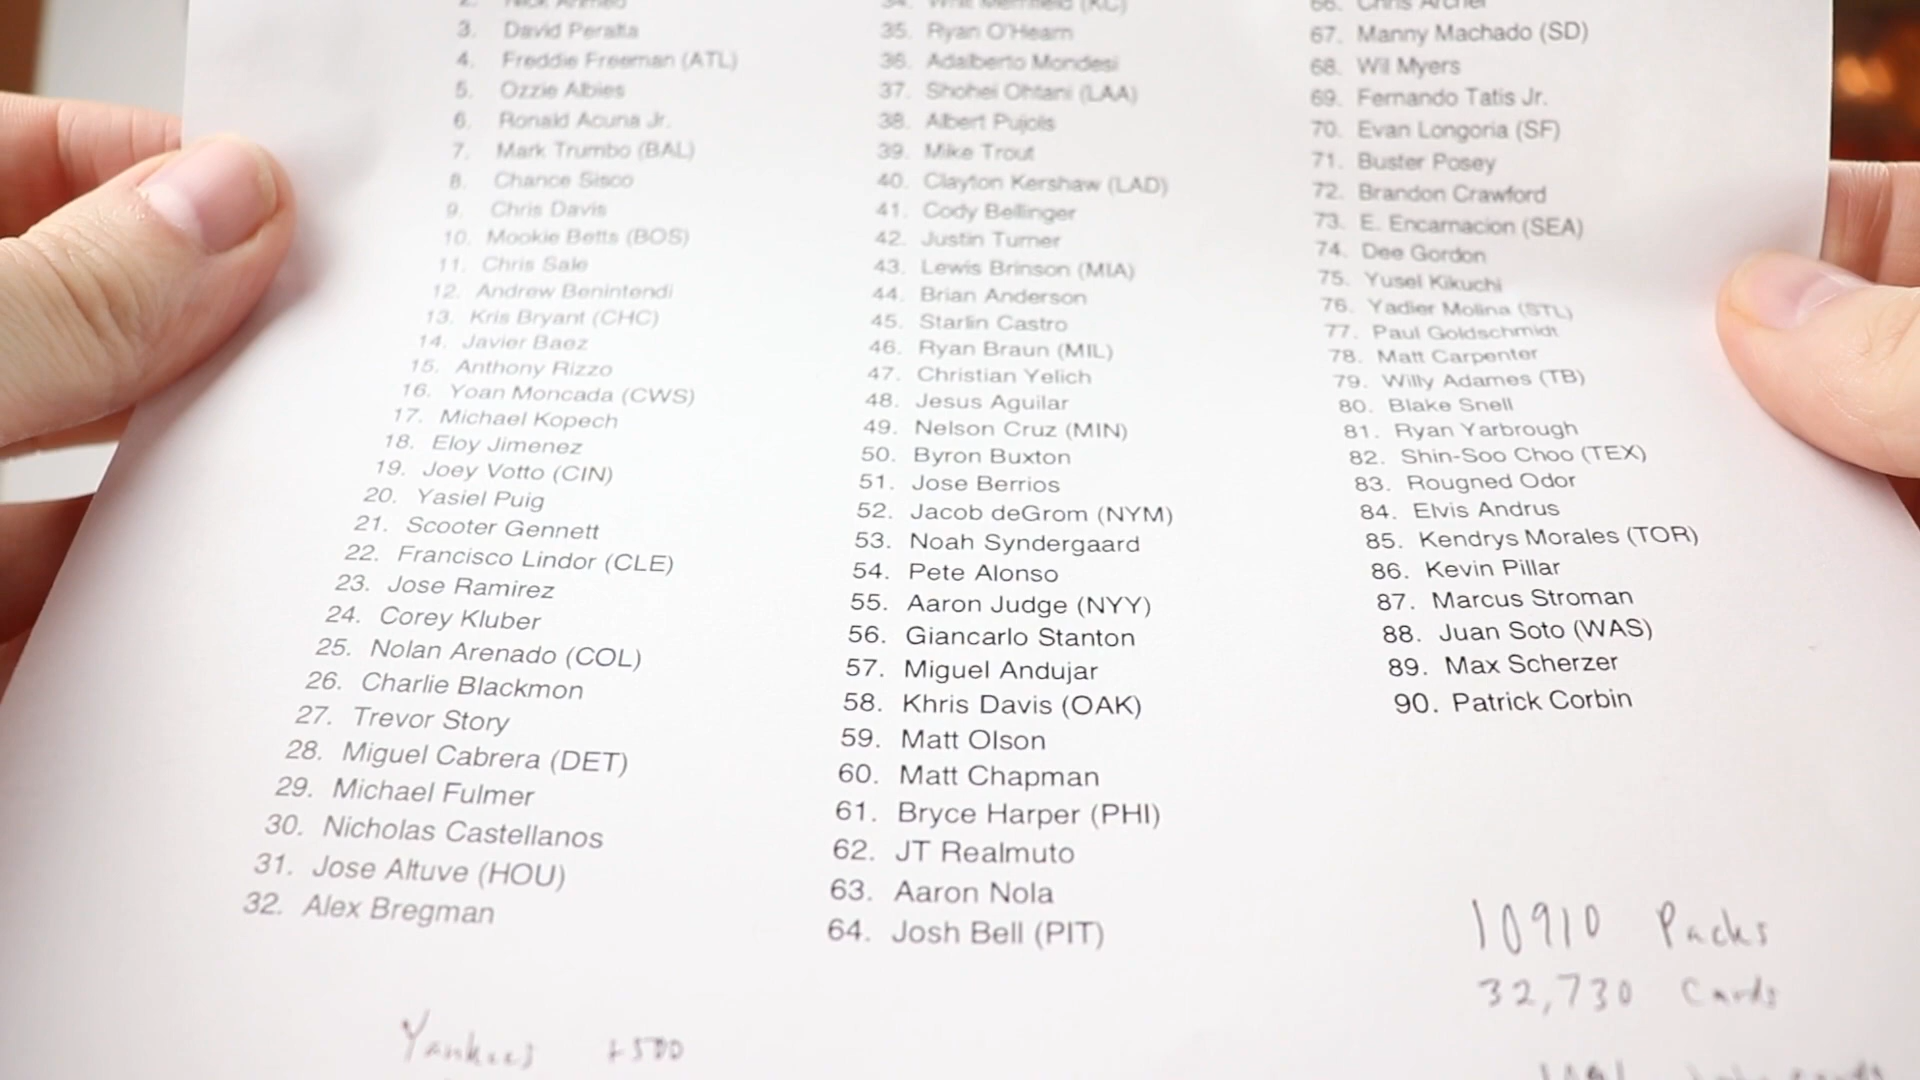 3. David Peralta
4. Freddie Freeman (ATL)
5. Ozzie Albies
6. Ronald Acuna Jr.
7. Mark Trumbo (BAL)
8. Chance Sisco
9. Chris Davis
10. Mookie Betts (BOS)
11. Chris Sale
12. Andrew Benintendi
13. Kris Bryant (CHC)
14. Javier Baez
15. Anthony Rizzo
16. Yoan Moncada (CWS)
17. Michael Kopech
18. Eloy Jimenez
19. Joey Votto (CIN)
20. Yasiel Puig
21. Scooter Gennett
22. Francisco Lindor (CLE)
23. Jose Ramirez
24. Corey Kluber
25. Nolan Arenado (COL)
26. Charlie Blackmon
27. Trevor Story
28. Miguel Cabrera (DET)
29. Michael Fulmer
30. Nicholas Castellanos
31. Jose Altuve (HOU)
32. Alex Bregman
34. Whit Merrifield (KC)
35. Ryan O'Hearn
36. Adalberto Mondesi
37. Shohei Ohtani (LAA)
38. Albert Pujols
39. Mike Trout
40. Clayton Kershaw (LAD)
41. Cody Bellinger
42. Justin Turner
43. Lewis Brinson (MIA)
44. Brian Anderson
45. Starlin Castro
46. Ryan Braun (MIL)
47. Christian Yelich
48. Jesus Aguilar
49. Nelson Cruz (MIN)
50. Byron Buxton
51. Jose Berrios
52. Jacob deGrom (NYM)
53. Noah Syndergaard
54. Pete Alonso
55. Aaron Judge (NYY)
56. Giancarlo Stanton
57. Miguel Andujar
58. Khris Davis (OAK)
59. Matt Olson
60. Matt Chapman
61. Bryce Harper (PHI)
62. JT Realmuto
63. Aaron Nola
64. Josh Bell (PIT)
66. Chris Archer
67. Manny Machado (SD)
68. Wil Myers
69. Fernando Tatis Jr.
70. Evan Longoria (SF)
71. Buster Posey
72. Brandon Crawford
73. E. Encarnacion (SEA)
74. Dee Gordon
75. Yusei Kikuchi
76. Yadier Molina (STL)
77. Paul Goldschmidt
78. Matt Carpenter
79. Willy Adames (TB)
80. Blake Snell
81. Ryan Yarbrough
82. Shin-Soo Choo (TEX)
83. Rougned Odor
84. Elvis Andrus
85. Kendrys Morales (TOR)
86. Kevin Pillar
87. Marcus Stroman
88. Juan Soto (WAS)
89. Max Scherzer
90. Patrick Corbin
10910 Packs
32,730 Cards
Yankees +500